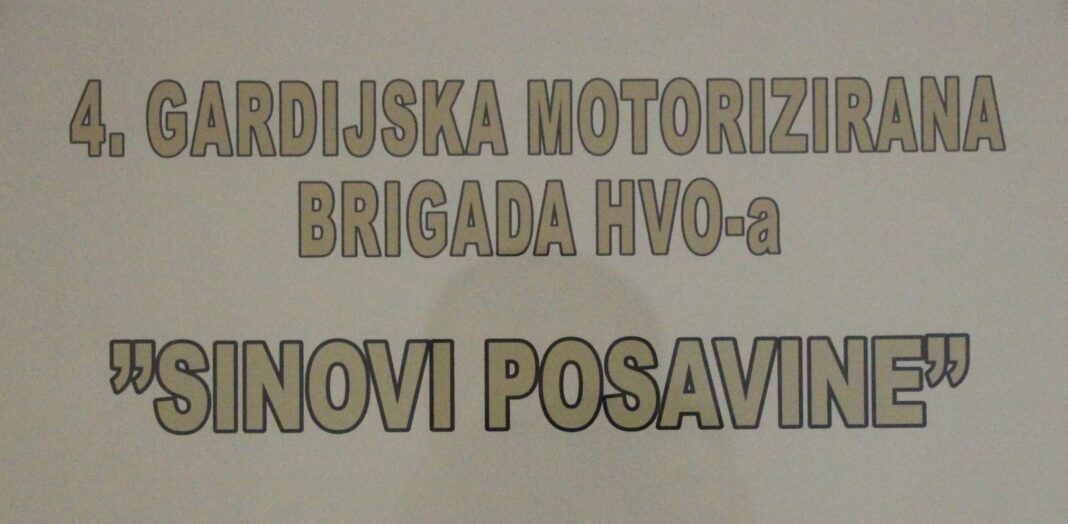 4. GARDIJSKA MOTORIZIRANA
BRIGADA HVO-a
”SINOVI POSAVINE”